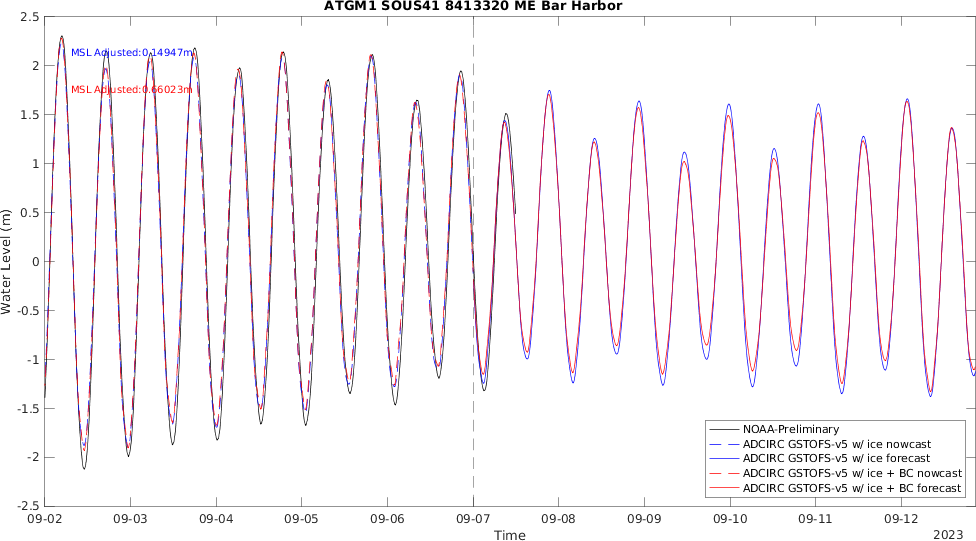 ATGM1 SOUS41 8413320 ME Bar Harbor
2.5
2
1.5
1
0.5
0
-0.5
-1
-1.5
-2
-2.5
Water Level (m)
MSL Adjusted:0.14947m
MSL Adjusted:0.66023m
NOAA-Preliminary
ADCIRC GSTOFS-v5 w/ ice nowcast
ADCIRC GSTOFS-v5 w/ ice forecast
ADCIRC GSTOFS-v5 w/ ice + BC nowcast
ADCIRC GSTOFS-v5 w/ ice + BC forecast
09-02 09-03 09-04 09-05 09-06 09-07 09-08 09-09 09-10 09-11 09-12
Time
2023